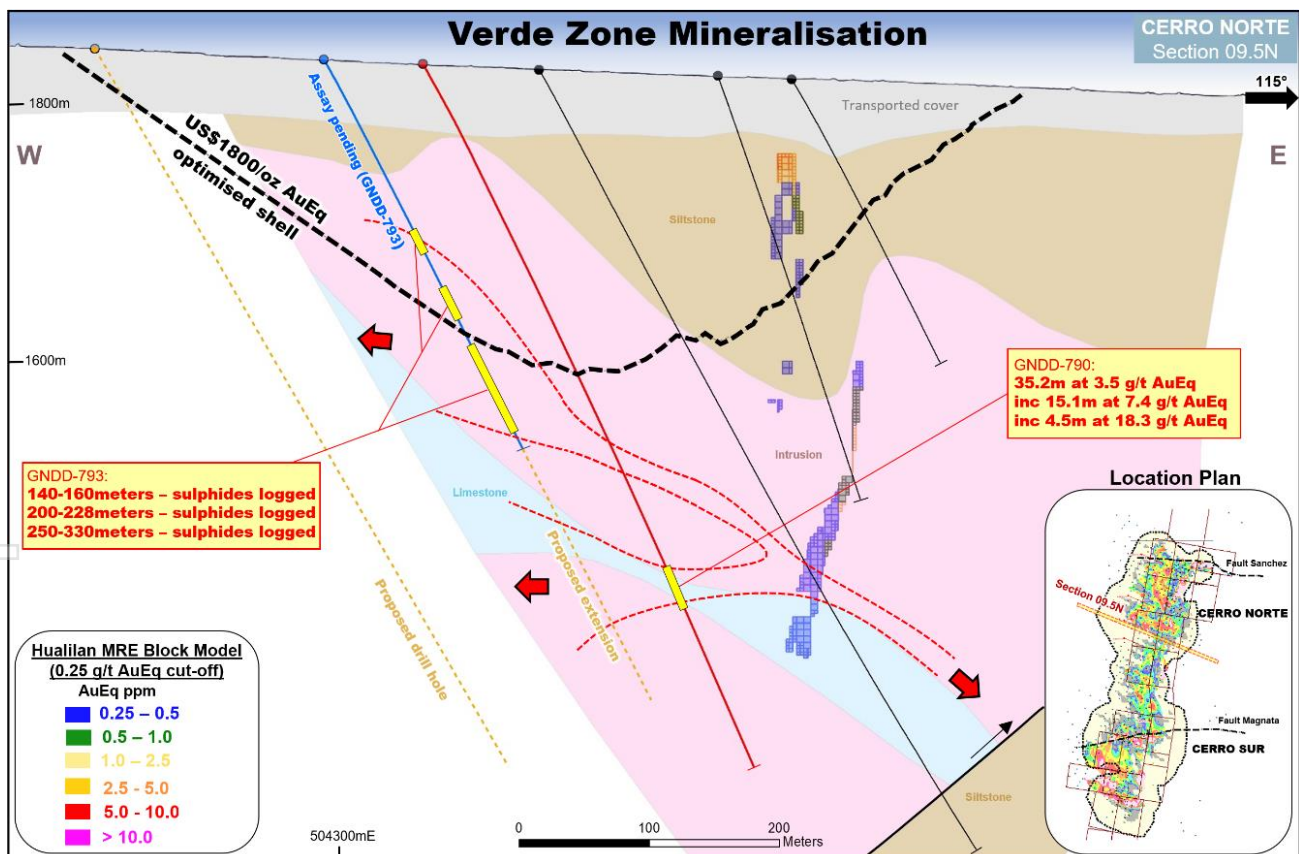 Verde Zone Mineralisation
CERRO NORTE
Section 09.5N
115°
1800m
Transported cover
W
E
US$1800/oz AuEq
optimised shell
Assay pending (GNDD-793)
Siltstone
1600m
GNDD-790:
35.2m at 3.5 g/t AuEq
inc 15.1m at 7.4 g/t AuEq
inc 4.5m at 18.3 g/t AuEq
Intrusion
GNDD-793:
140-160meters – sulphides logged
200-228meters – sulphides logged
250-330meters – sulphides logged
Limestone
Proposed extension
Proposed drill hole
Location Plan
Fault Sanchez
Section 09.5N
CERRO NORTE
Fault Magnata
CERRO SUR
Hualilan MRE Block Model
(0.25 g/t AuEq cut-off)
AuEq ppm
0.25 – 0.5
0.5 – 1.0
1.0 – 2.5
2.5 - 5.0
5.0 - 10.0
> 10.0
Siltstone
504300mE
0 100 200
Meters